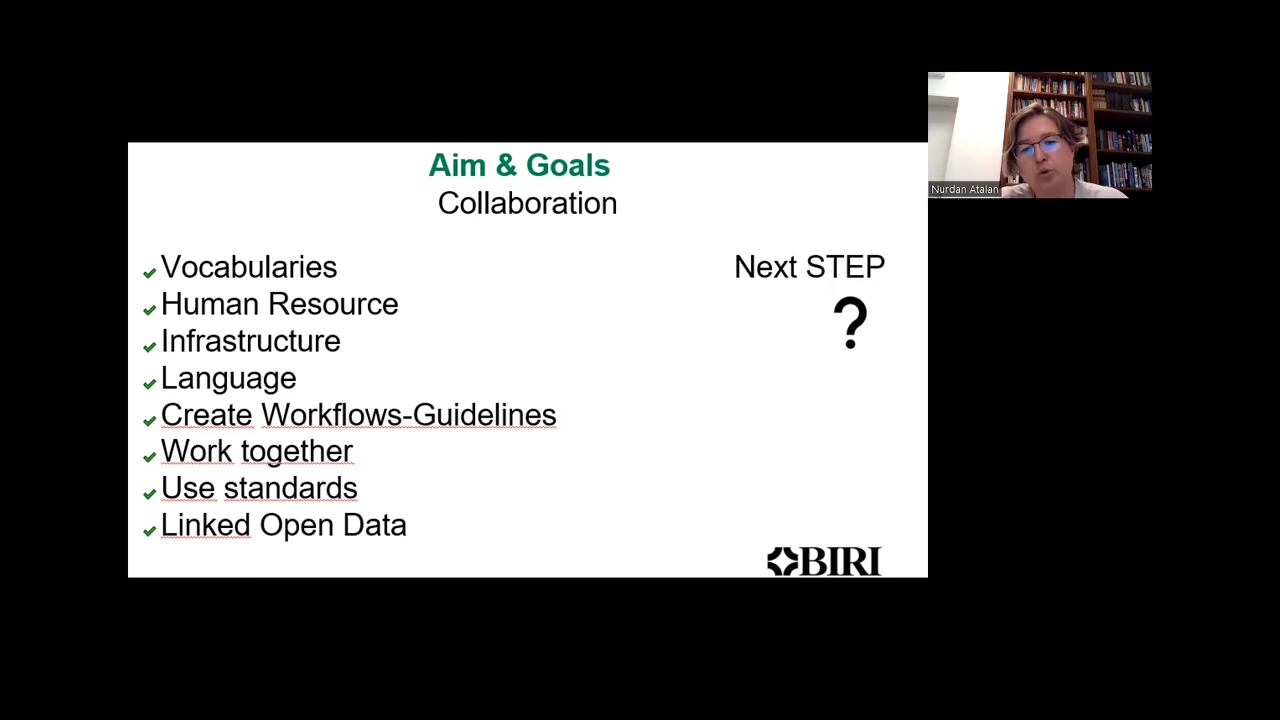 Aim & Goals
Collaboration
Vocabularies
Human Resource
Infrastructure
Language
Create Workflows-Guidelines
Work together
Use standards
Linked Open Data
Next STEP
?
BIRI
Nurdan Atalan